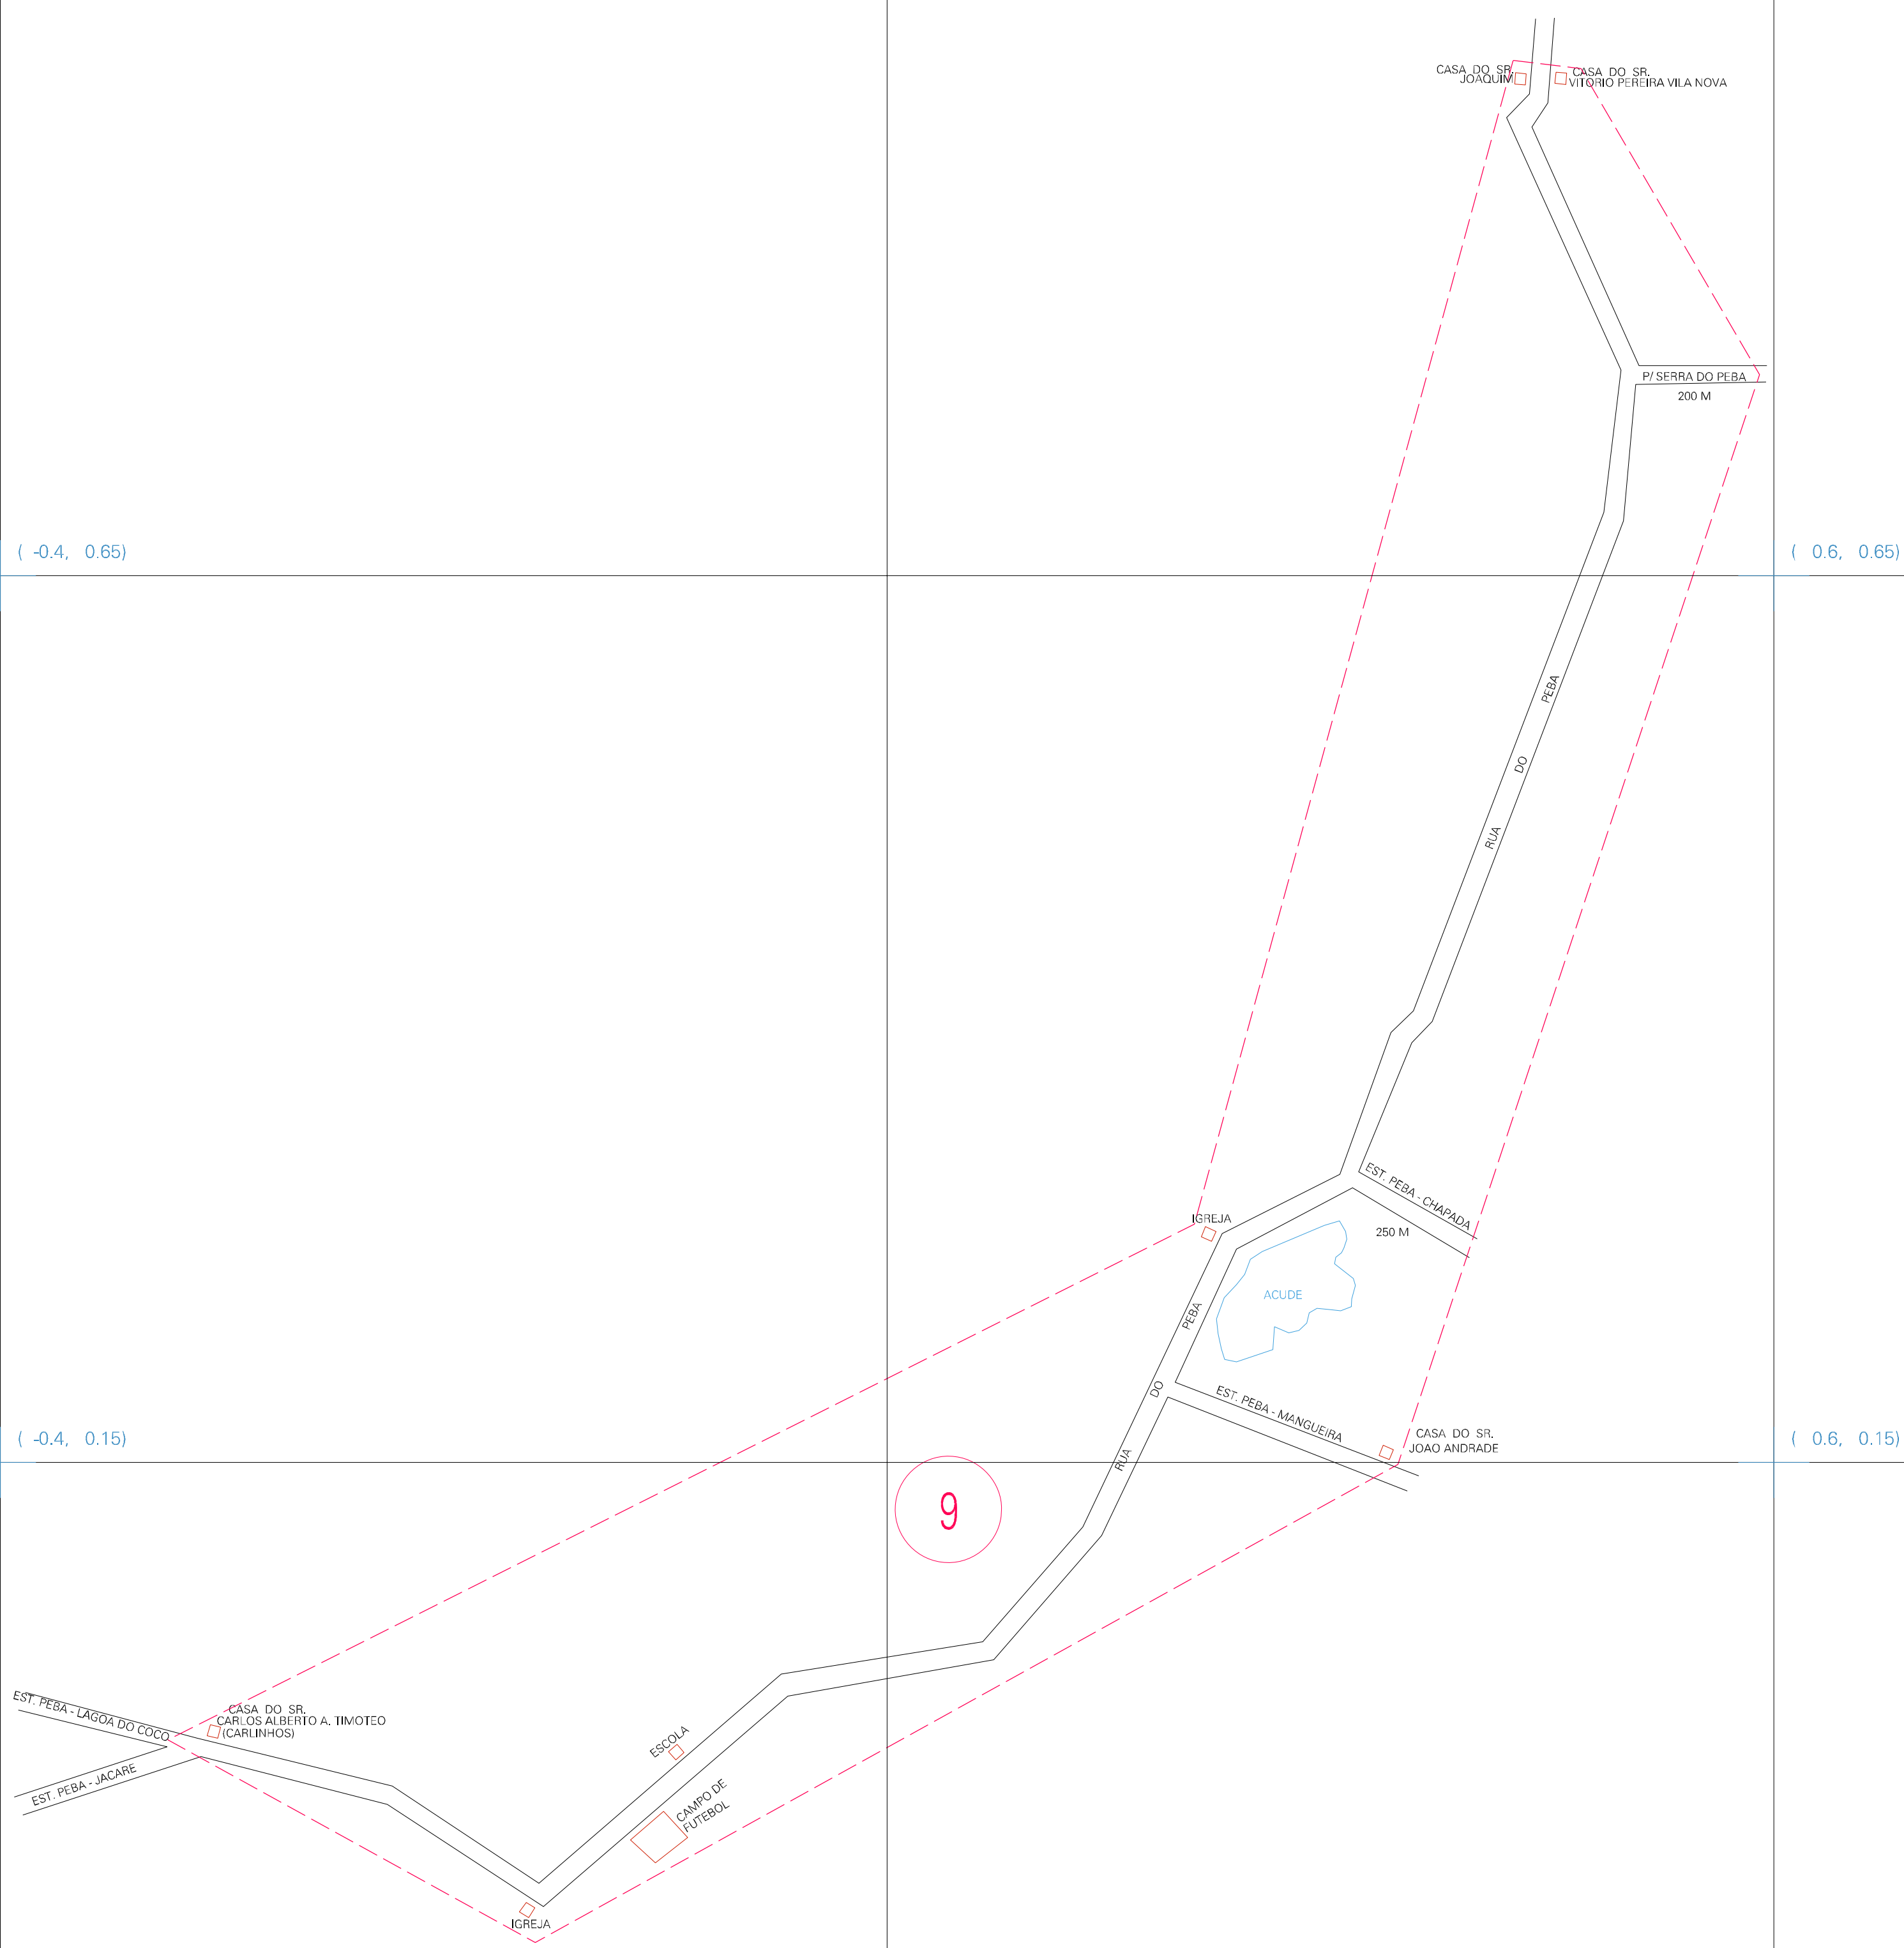 CASA DO SR.
JOAQUIM
CASA DO SR.
VITORIO PEREIRA VILA NOVA
P/ SERRA DO PEBA
200 M
( -0.4, 0.65)
( 0.6, 0.65)
RUA DO PEBA
EST. PEBA - CHAPADA
250 M
IGREJA
ACUDE
RUA DO PEBA
EST. PEBA - MANGUEIRA
CASA DO SR.
JOAO ANDRADE
( -0.4, 0.15)
( 0.6, 0.15)
9
EST. PEBA - LAGOA DO COCO
CASA DO SR.
CARLOS ALBERTO A. TIMOTEO
(CARLINHOS)
EST. PEBA - JACARE
ESCOLA
CAMPO DE
FUTEBOL
IGREJA